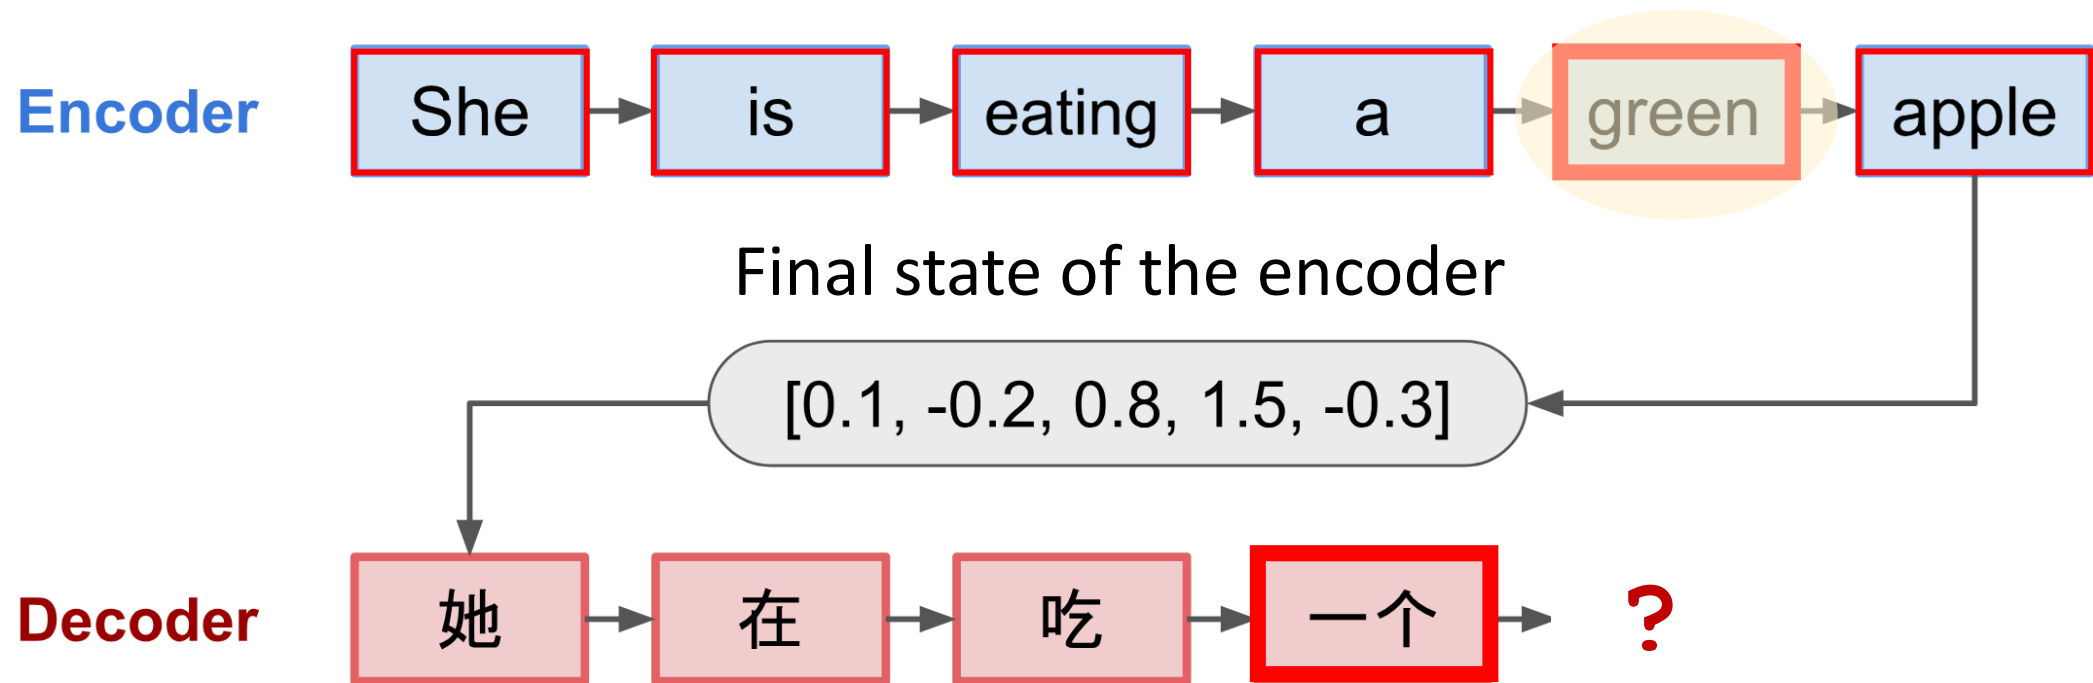 Encoder She is eating a green apple
Final state of the encoder
[0.1, -0.2, 0.8, 1.5, -0.3]
Decoder 她 在 吃 一个 ?